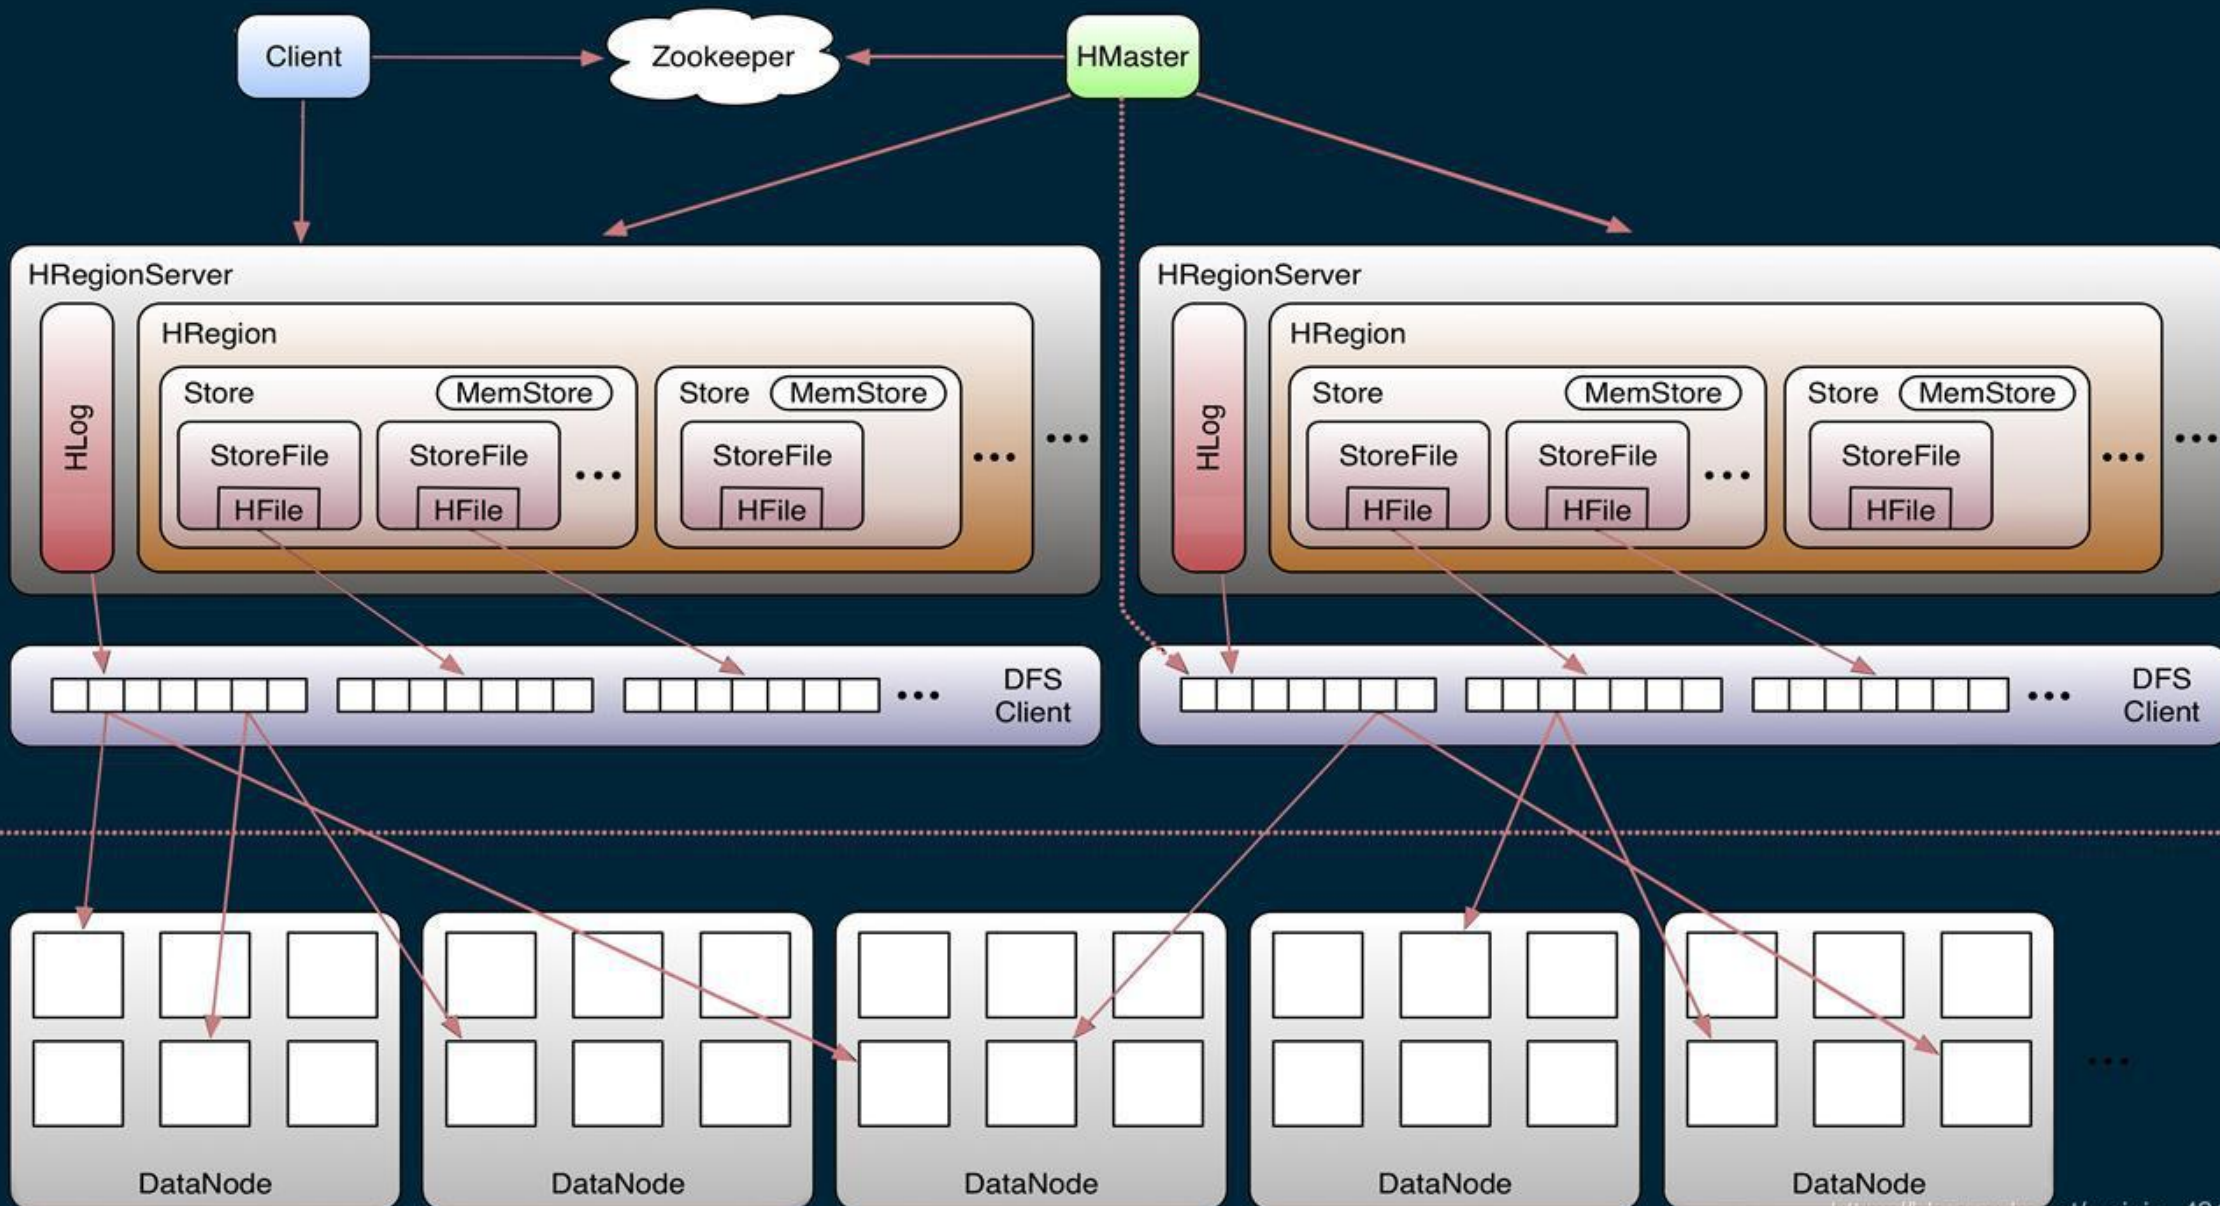 Client
Zookeeper
HMaster
HRegionServer
HLog
HRegion
Store
MemStore
StoreFile
HFile
StoreFile
HFile
...
Store
MemStore
StoreFile
HFile
...
...
HRegionServer
HLog
HRegion
Store
MemStore
StoreFile
HFile
StoreFile
HFile
...
Store
MemStore
StoreFile
HFile
...
...
...
DFS
Client
...
DFS
Client
DataNode
DataNode
DataNode
DataNode
DataNode
...